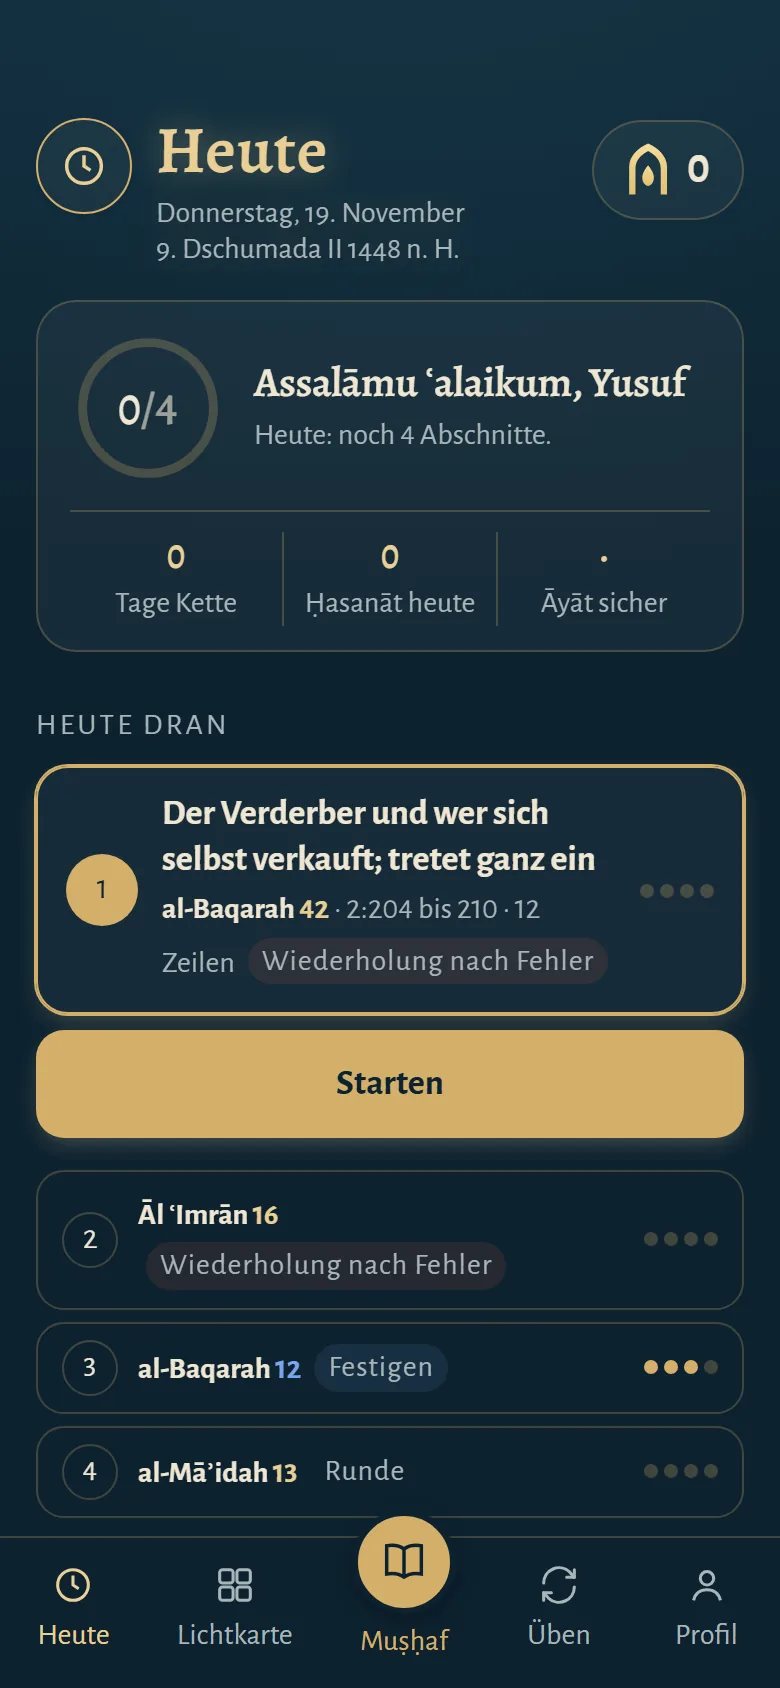 Heute
0
Donnerstag, 19. November
9. Dschumada II 1448 n. H.
0/4
Assalāmu ʿalaikum, Yusuf
Heute: noch 4 Abschnitte.
0
Tage Kette
0
Ḥasanāt heute
·
Āyāt sicher
HEUTE DRAN
1
Der Verderber und wer sich
selbst verkauft; tretet ganz ein
al-Baqarah 42 · 2:204 bis 210 · 12
Zeilen Wiederholung nach Fehler
Starten
2
Āl ʿImrān 16
Wiederholung nach Fehler
3 al-Baqarah 12 Festigen
4 al-Māʾidah 13 Runde
Heute Lichtkarte Muṣḥaf Üben Profil